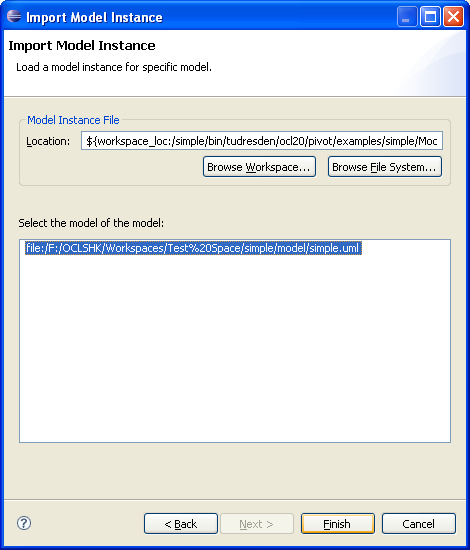 Import Model Instance
Import Model Instance
Load a model instance for specific model.
Model Instance File
Location: ${workspace_loc:/simple/bin/tudresden/ocl20/pivot/examples/simple/Moc
Browse Workspace... Browse File System...
Select the model of the model:
file:/F:/OCLSHK/Workspaces/Test%20Space/simple/model/simple.uml
? < Back Next > Finish Cancel